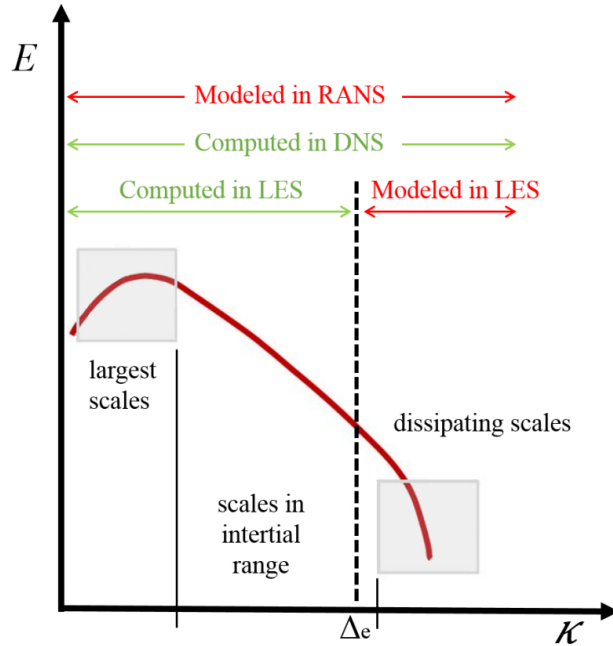 E
Modeled in RANS
Computed in DNS
Computed in LES
Modeled in LES
largest
scales
dissipating scales
scales in
intertial
range
Δe
κ